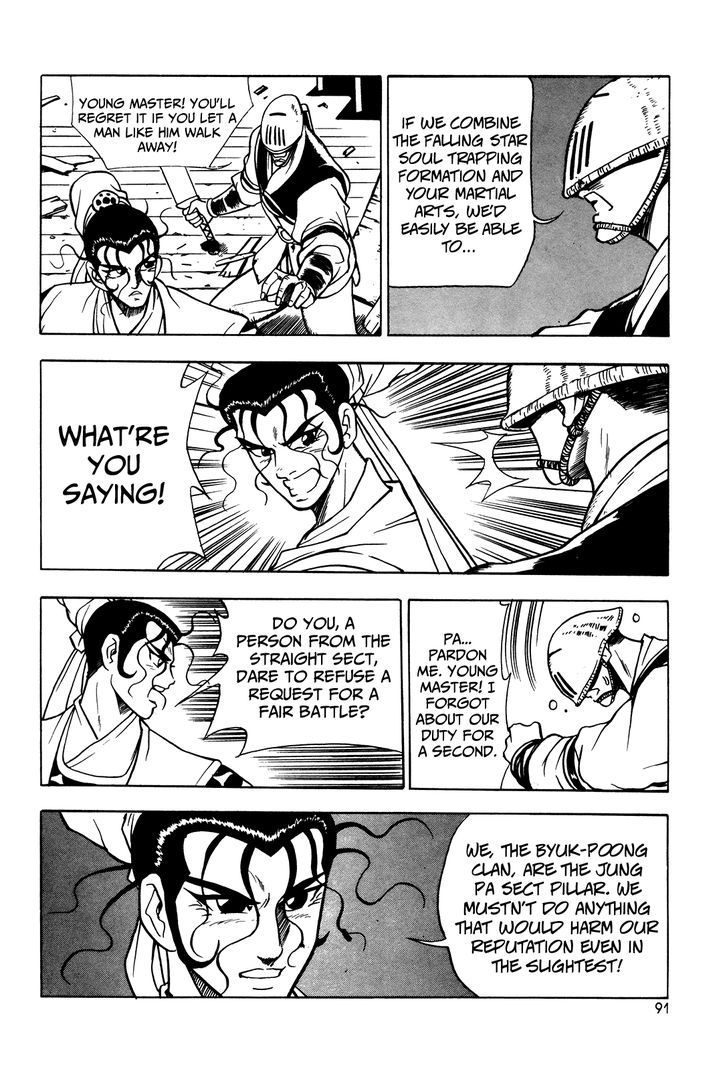 YOUNG MASTER! YOU'LL
REGRET IT IF YOU LET A
MAN LIKE HIM WALK
AWAY!
IF WE COMBINE
THE FALLING STAR
SOUL TRAPPING
FORMATION AND
YOUR MARTIAL
ARTS, WE'D
EASILY BE ABLE
TO...
WHAT'RE
YOU
SAYING!
DO YOU, A
PERSON FROM THE
STRAIGHT SECT,
DARE TO REFUSE A
REQUEST FOR A
FAIR BATTLE?
PA...
PARDON
ME. YOUNG
MASTER! I
FORGOT
ABOUT OUR
DUTY FOR
A SECOND.
WE, THE BYUK-POONG
CLAN, ARE THE JUNG
PA SECT PILLAR. WE
MUSTN'T DO ANYTHING
THAT WOULD HARM OUR
REPUTATION EVEN IN
THE SLIGHTEST!
91